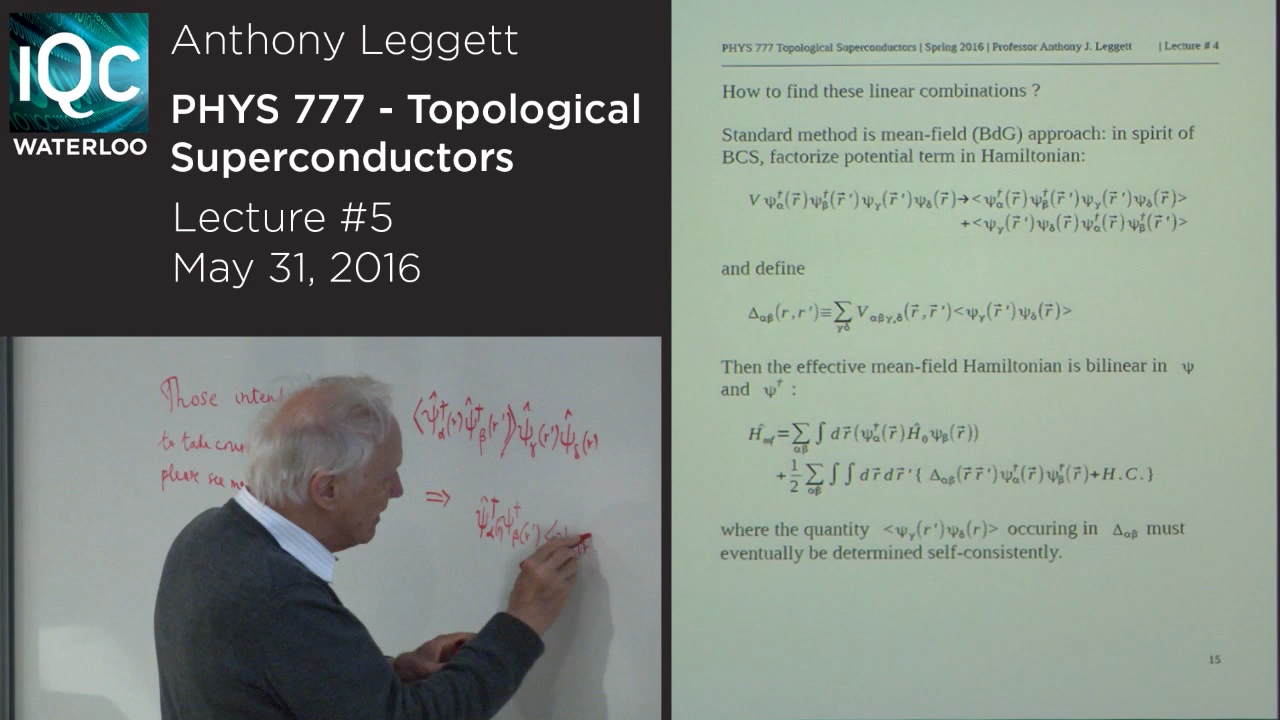 IQC
WATERLOO
Anthony Leggett
PHYS 777 - Topological
Superconductors
Lecture #5
May 31, 2016
Those
to take
please see
⟨ψ̂†α(r)ψ̂†β(r')⟩ψ̂γ(r')ψ̂δ(r)
⇒ ψ̂†α(r)ψ̂†β(r')
PHYS 777 Topological Superconductors | Spring 2016 | Professor Anthony J. Leggett | Lecture # 4
How to find these linear combinations ?
Standard method is mean-field (BdG) approach: in spirit of
BCS, factorize potential term in Hamiltonian:
V ψ†α(r⃗)ψ†β(r⃗ ')ψγ(r⃗ ')ψδ(r⃗)→<ψ†α(r⃗)ψ†β(r⃗ ')ψγ(r⃗ ')ψδ(r⃗)>
+<ψγ(r⃗ ')ψδ(r⃗)ψ†α(r⃗)ψ†β(r⃗ ')>
and define
Δαβ(r,r')≡∑γδ Vαβγ,δ(r⃗,r⃗ ')<ψγ(r⃗ ')ψδ(r⃗)>
Then the effective mean-field Hamiltonian is bilinear in ψ
and ψ† :
Ĥmf=∑αβ ∫ dr⃗(ψ†α(r⃗)Ĥ0ψβ(r⃗))
+1/2 ∑αβ ∫ ∫ dr⃗ dr⃗ '{ Δαβ(r⃗ r⃗ ')ψ†α(r⃗)ψ†β(r⃗)+H.C.}
where the quantity <ψγ(r')ψδ(r)> occuring in Δαβ must
eventually be determined self-consistently.
15